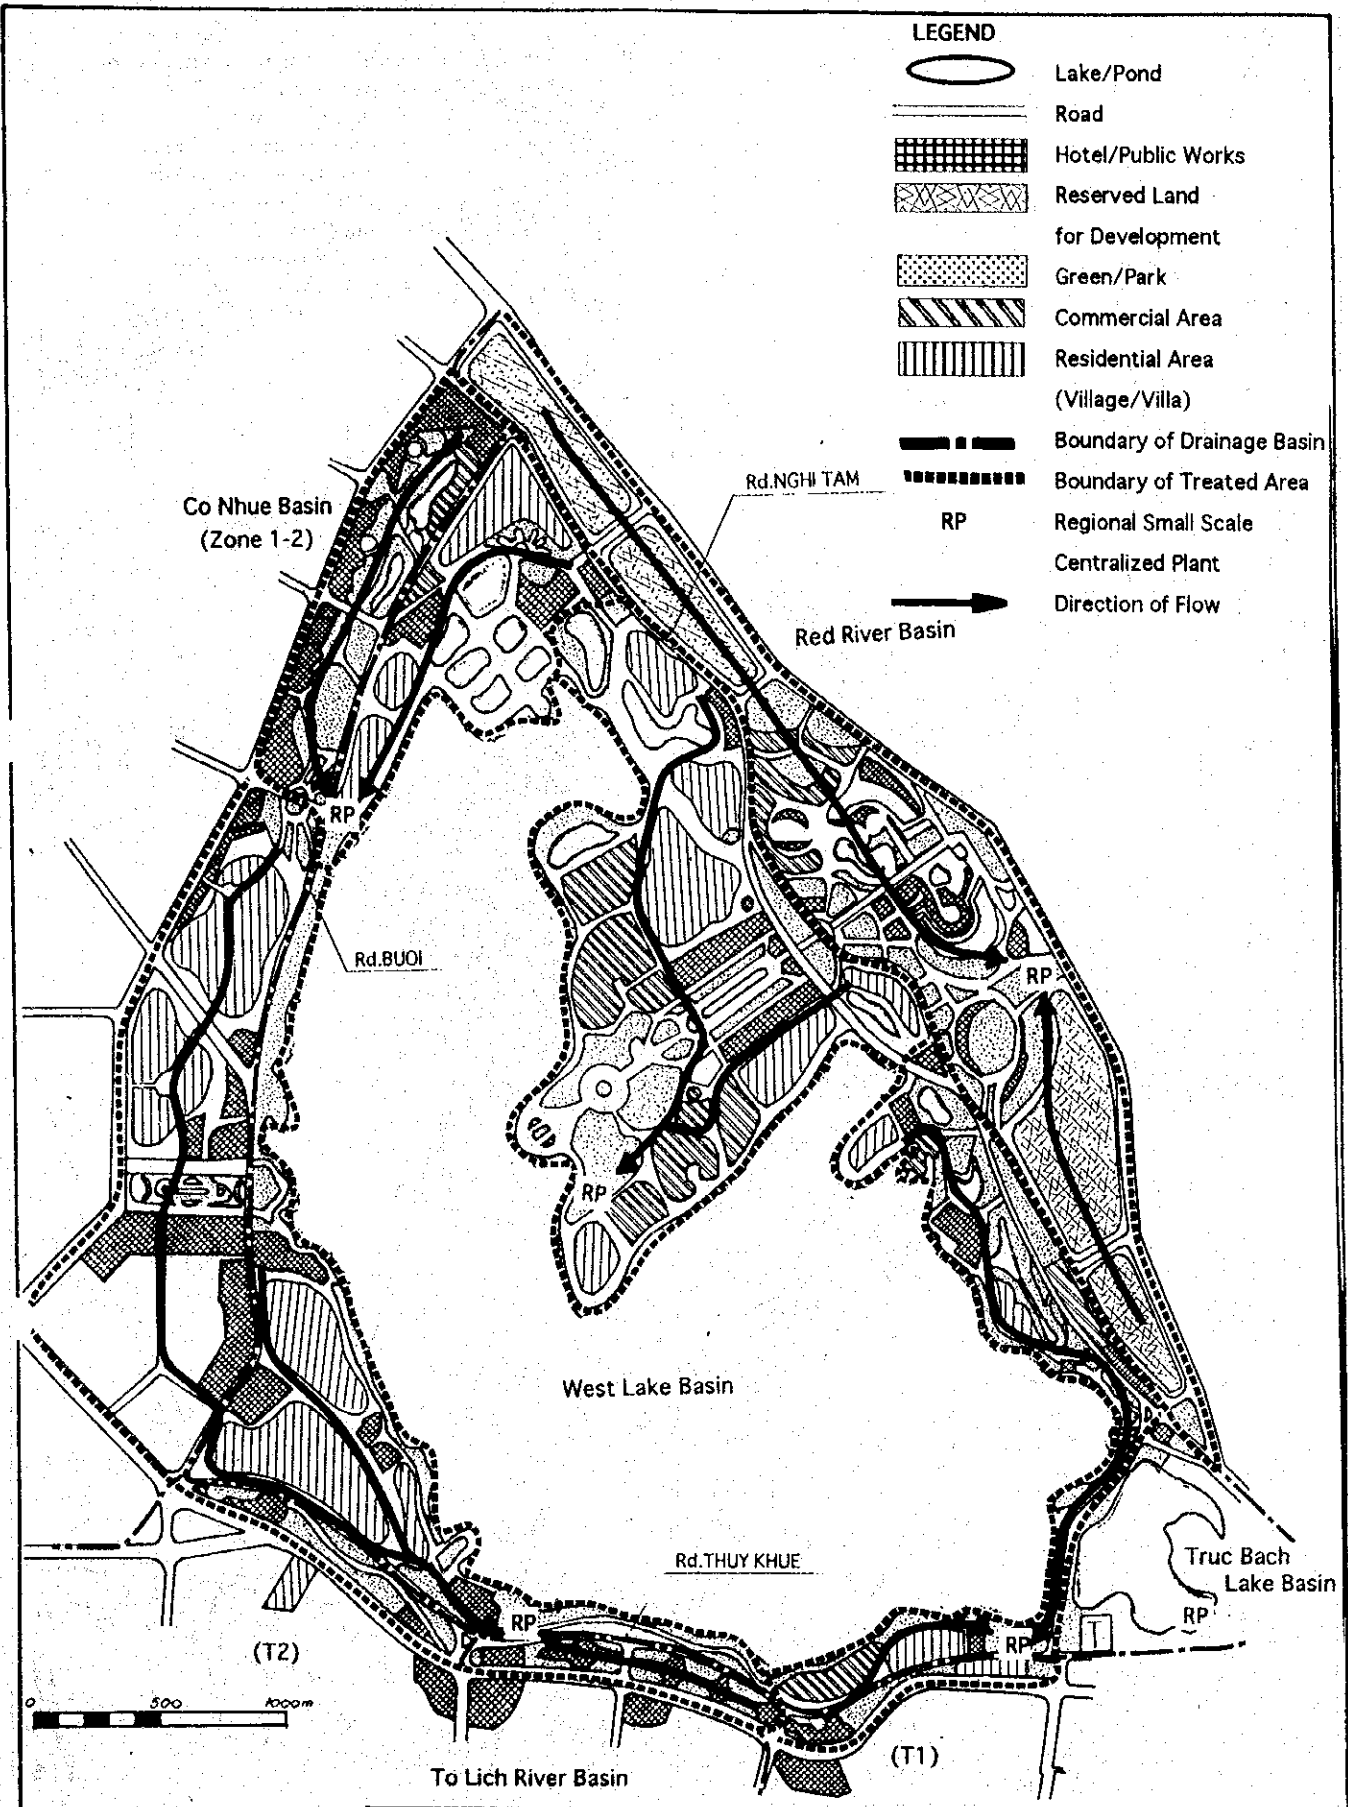 LEGEND
Lake/Pond
Road
Hotel/Public Works
Reserved Land
for Development
Green/Park
Commercial Area
Residential Area
(Village/Villa)
Boundary of Drainage Basin
Boundary of Treated Area
RP Regional Small Scale
Centralized Plant
Direction of Flow
Rd.NGHI TAM
Co Nhue Basin
(Zone 1-2)
Red River Basin
RP
Rd.BUOI
RP
RP
West Lake Basin
Rd.THUY KHUE
Truc Bach
Lake Basin
RP
RP
RP
T
(T2)
0 500 1000m
(T1)
To Lich River Basin